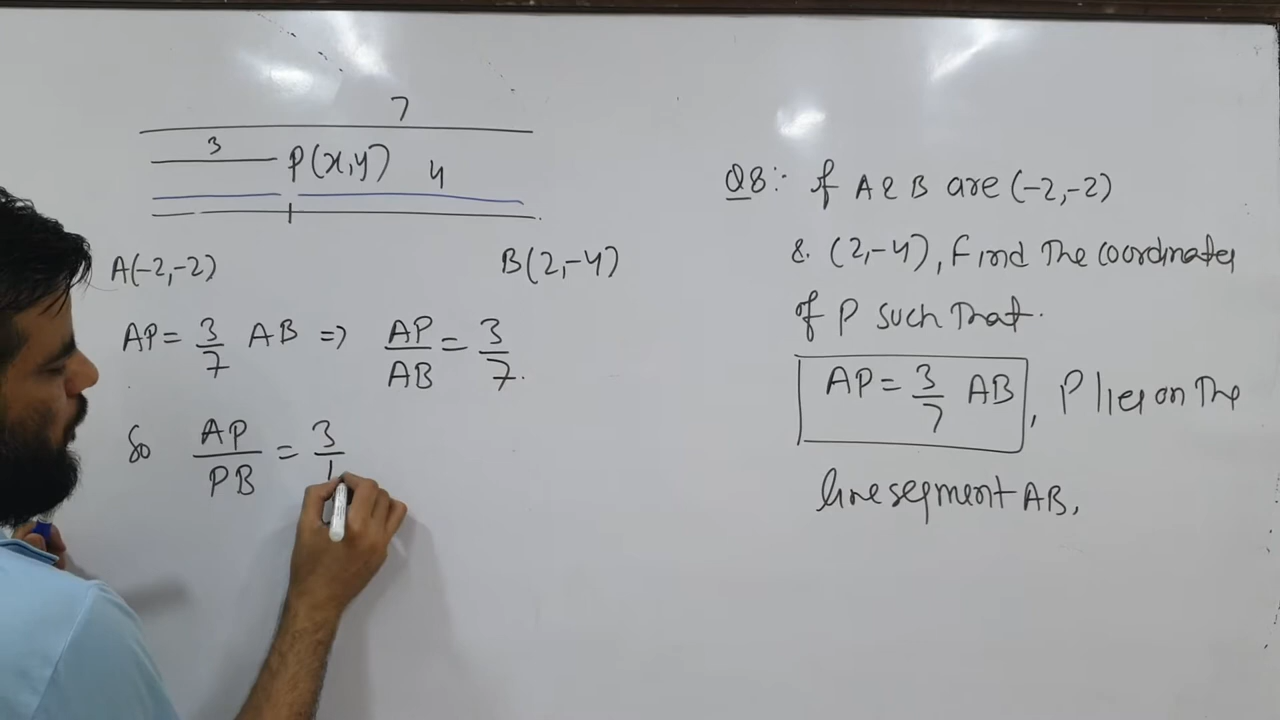 7
3 P(x,y) 4
A(-2,-2) B(2,-4)
AP = 3/7 AB ⇒ AP/AB = 3/7.
So AP/PB = 3/
Q8:- If A & B are (-2,-2)
& (2,-4), Find The coordinates
of P such that.
AP = 3/7 AB, P lies on The
line segment AB,